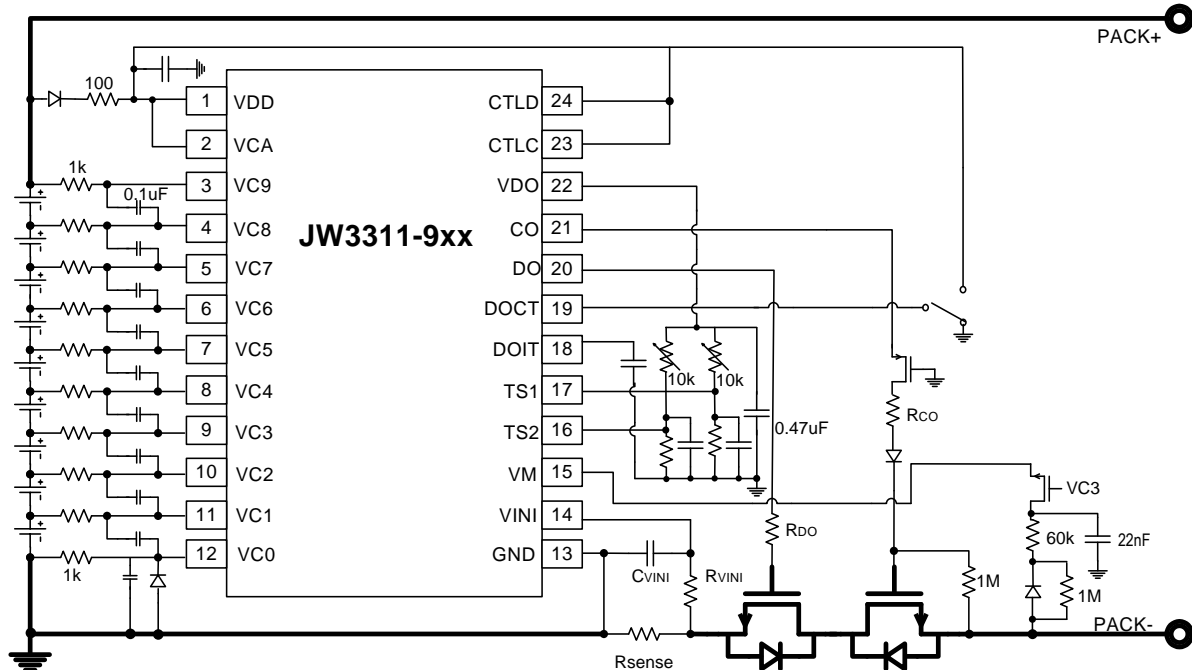 PACK+
100
1 VDD
2 VCA
1k
3 VC9
0.1uF
4 VC8
5 VC7
6 VC6
7 VC5
8 VC4
9 VC3
10 VC2
11 VC1
12 VC0
1k
JW3311-9xx
CTLD 24
CTLC 23
VDO 22
CO 21
DO 20
DOCT 19
DOIT 18
TS1 17
TS2 16
VM 15
VINI 14
GND 13
10k
10k
0.47uF
RCO
VC3
RDO
60k
22nF
CVINI
RVINI
1M
1M
PACK-
Rsense